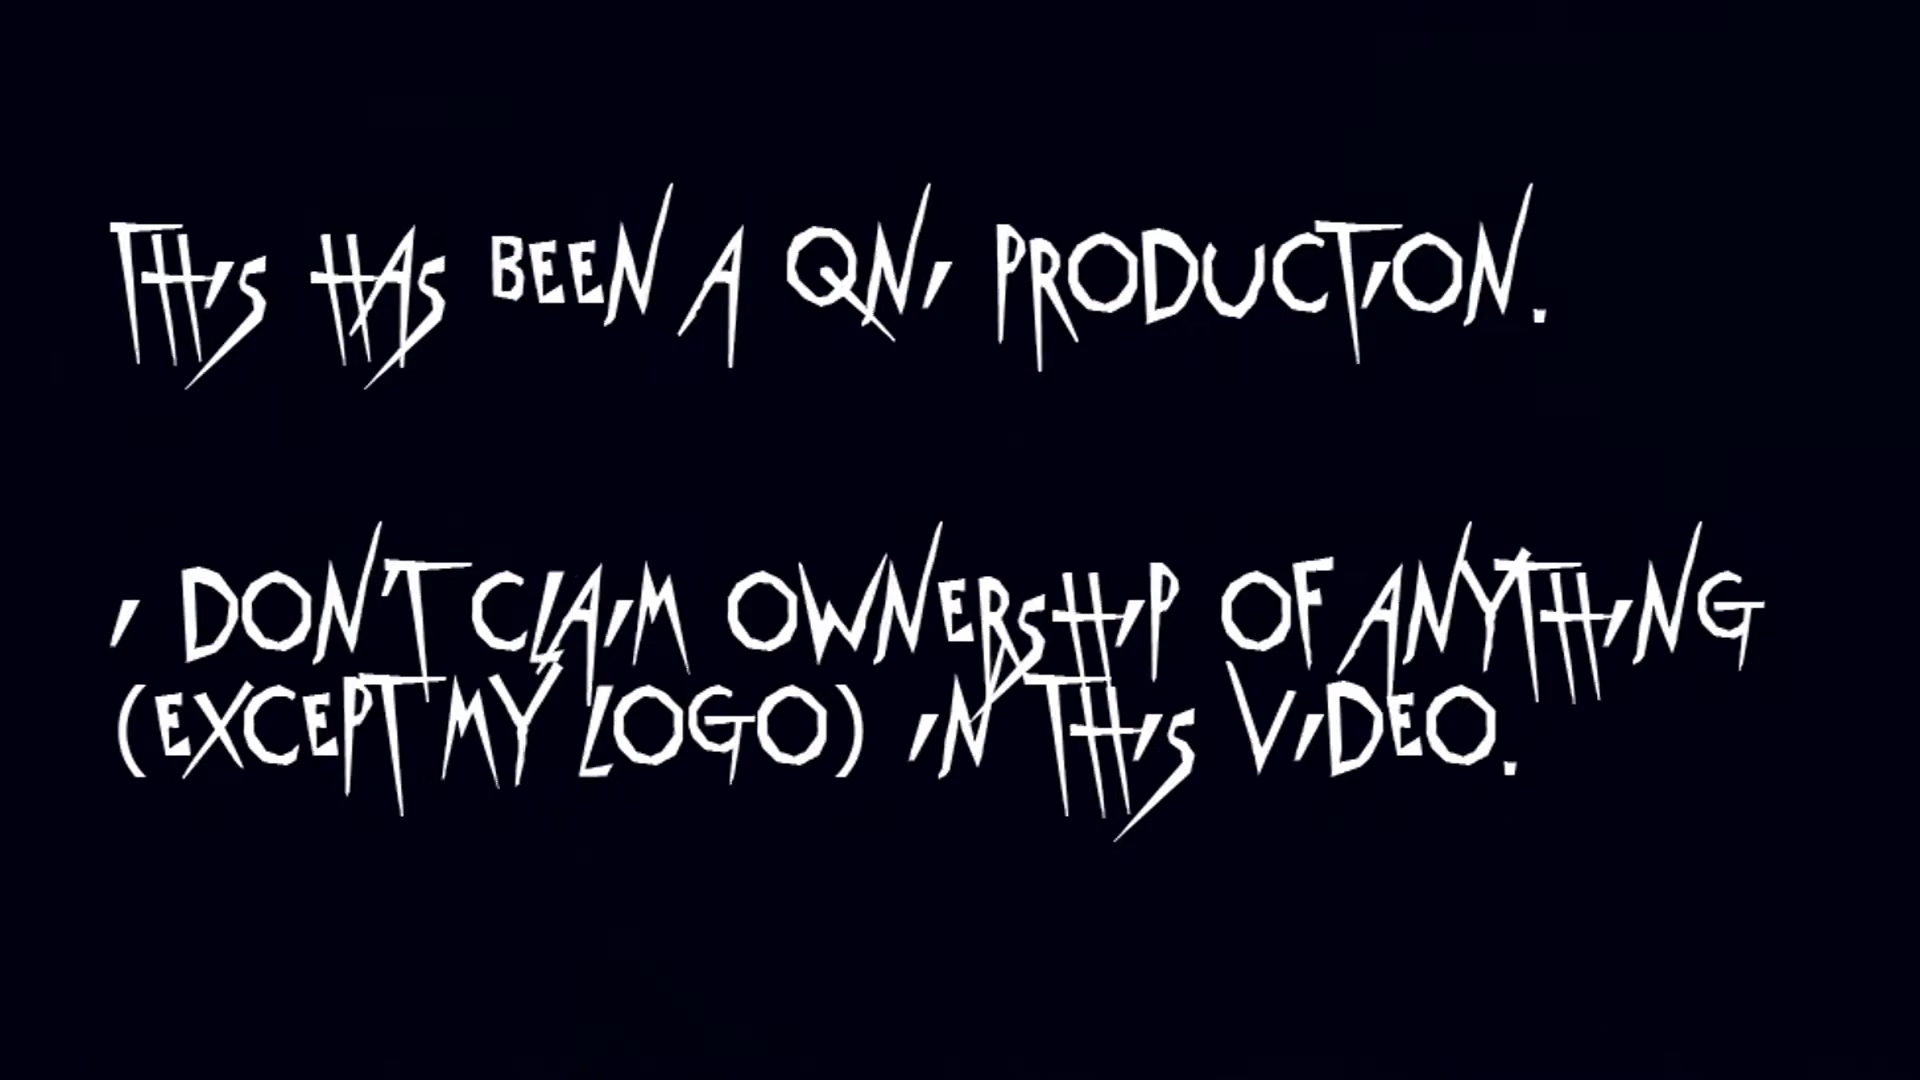 THIS HAS BEEN A QNI PRODUCTION.
I DON'T CLAIM OWNERSHIP OF ANYTHING
(EXCEPT MY LOGO) IN THIS VIDEO.